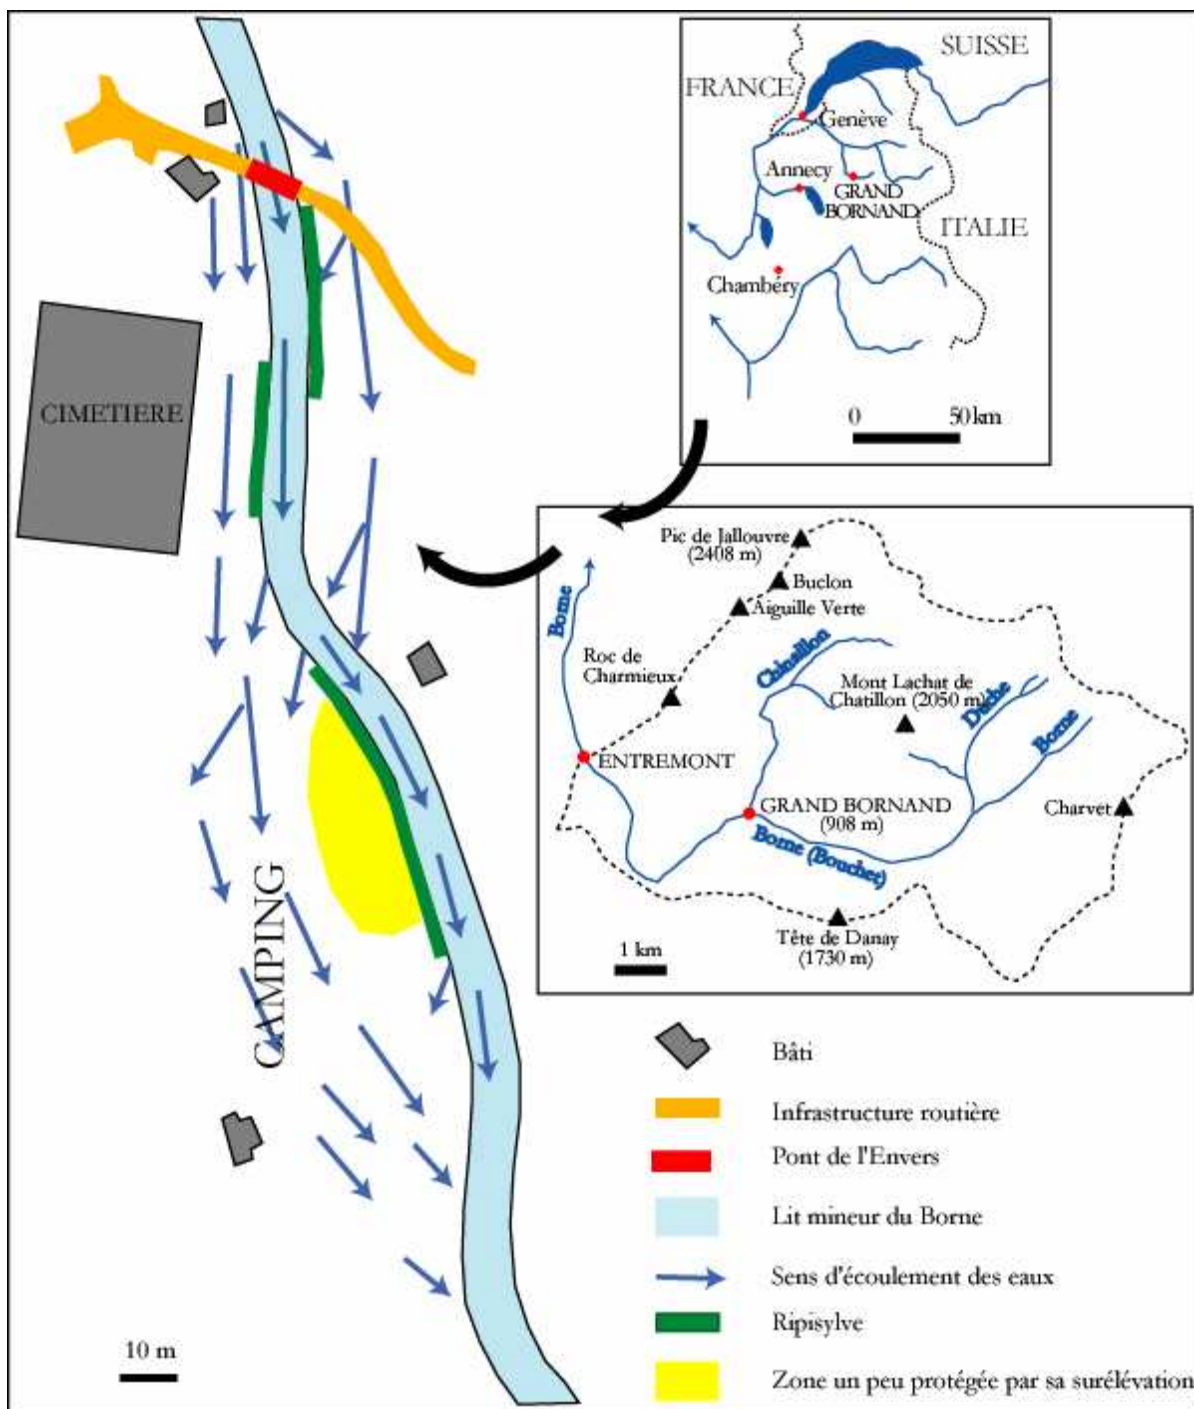 CIMETIERE
CAMPING
10 m
SUISSE
FRANCE
Genève
Annecy
GRAND
BORNAND
ITALIE
Chambéry
0 50 km
Pic de Jallouvre
(2408 m)
Buclon
Aiguille Verte
Borne
Roc de
Charmieux
Chinaillon
Mont Lachat de
Chatillon (2050 m)
Duche
Borne
ENTREMONT
GRAND BORNAND
(908 m)
Charvet
Borne (Bouchet)
1 km
Tête de Danay
(1730 m)
Bâti
Infrastructure routière
Pont de l'Envers
Lit mineur du Borne
Sens d'écoulement des eaux
Ripisylve
Zone un peu protégée par sa surélévation